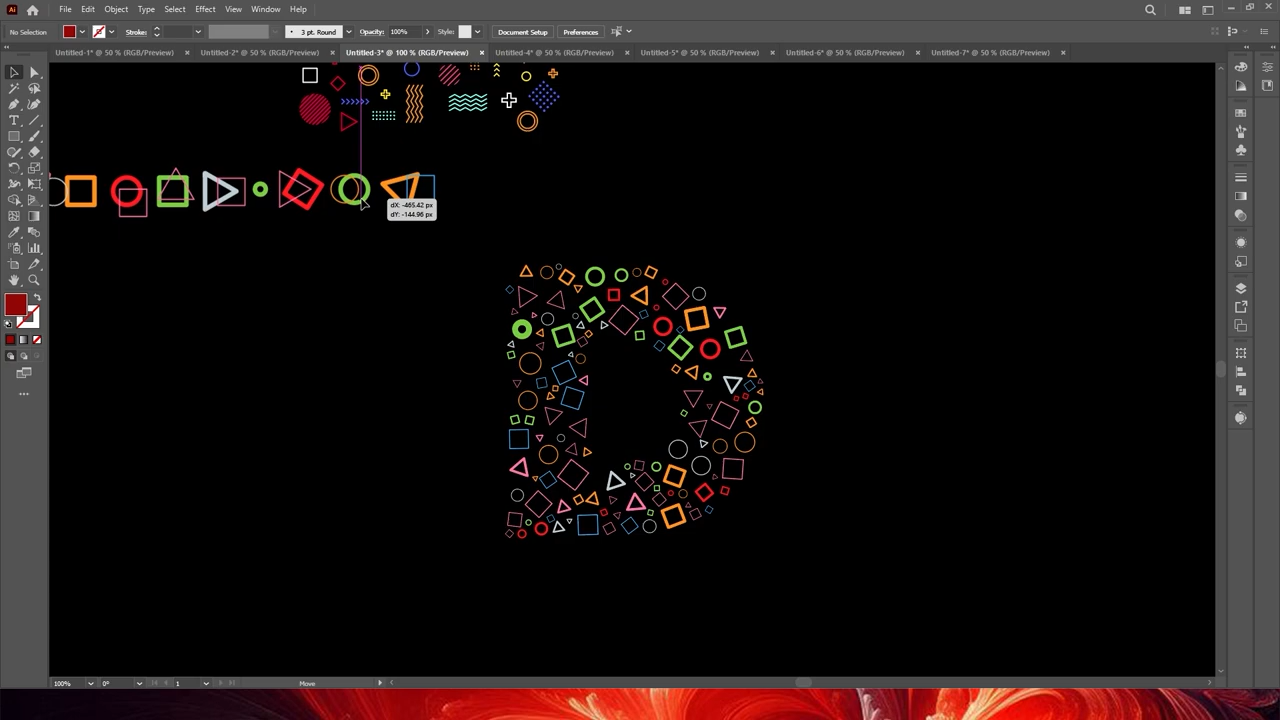 Ai File Edit Object Type Select Effect View Window Help
No Selection Stroke: 3 pt. Round Opacity: 100% Style: Document Setup Preferences
Untitled-1* @ 50 % (RGB/Preview) Untitled-2* @ 50 % (RGB/Preview) Untitled-3* @ 100 % (RGB/Preview) Untitled-4* @ 50 % (RGB/Preview) Untitled-5* @ 50 % (RGB/Preview) Untitled-6* @ 50 % (RGB/Preview) Untitled-7* @ 50 % (RGB/Preview)
dX: -465.42 px
dY: -144.96 px
100% 0° 1 Move